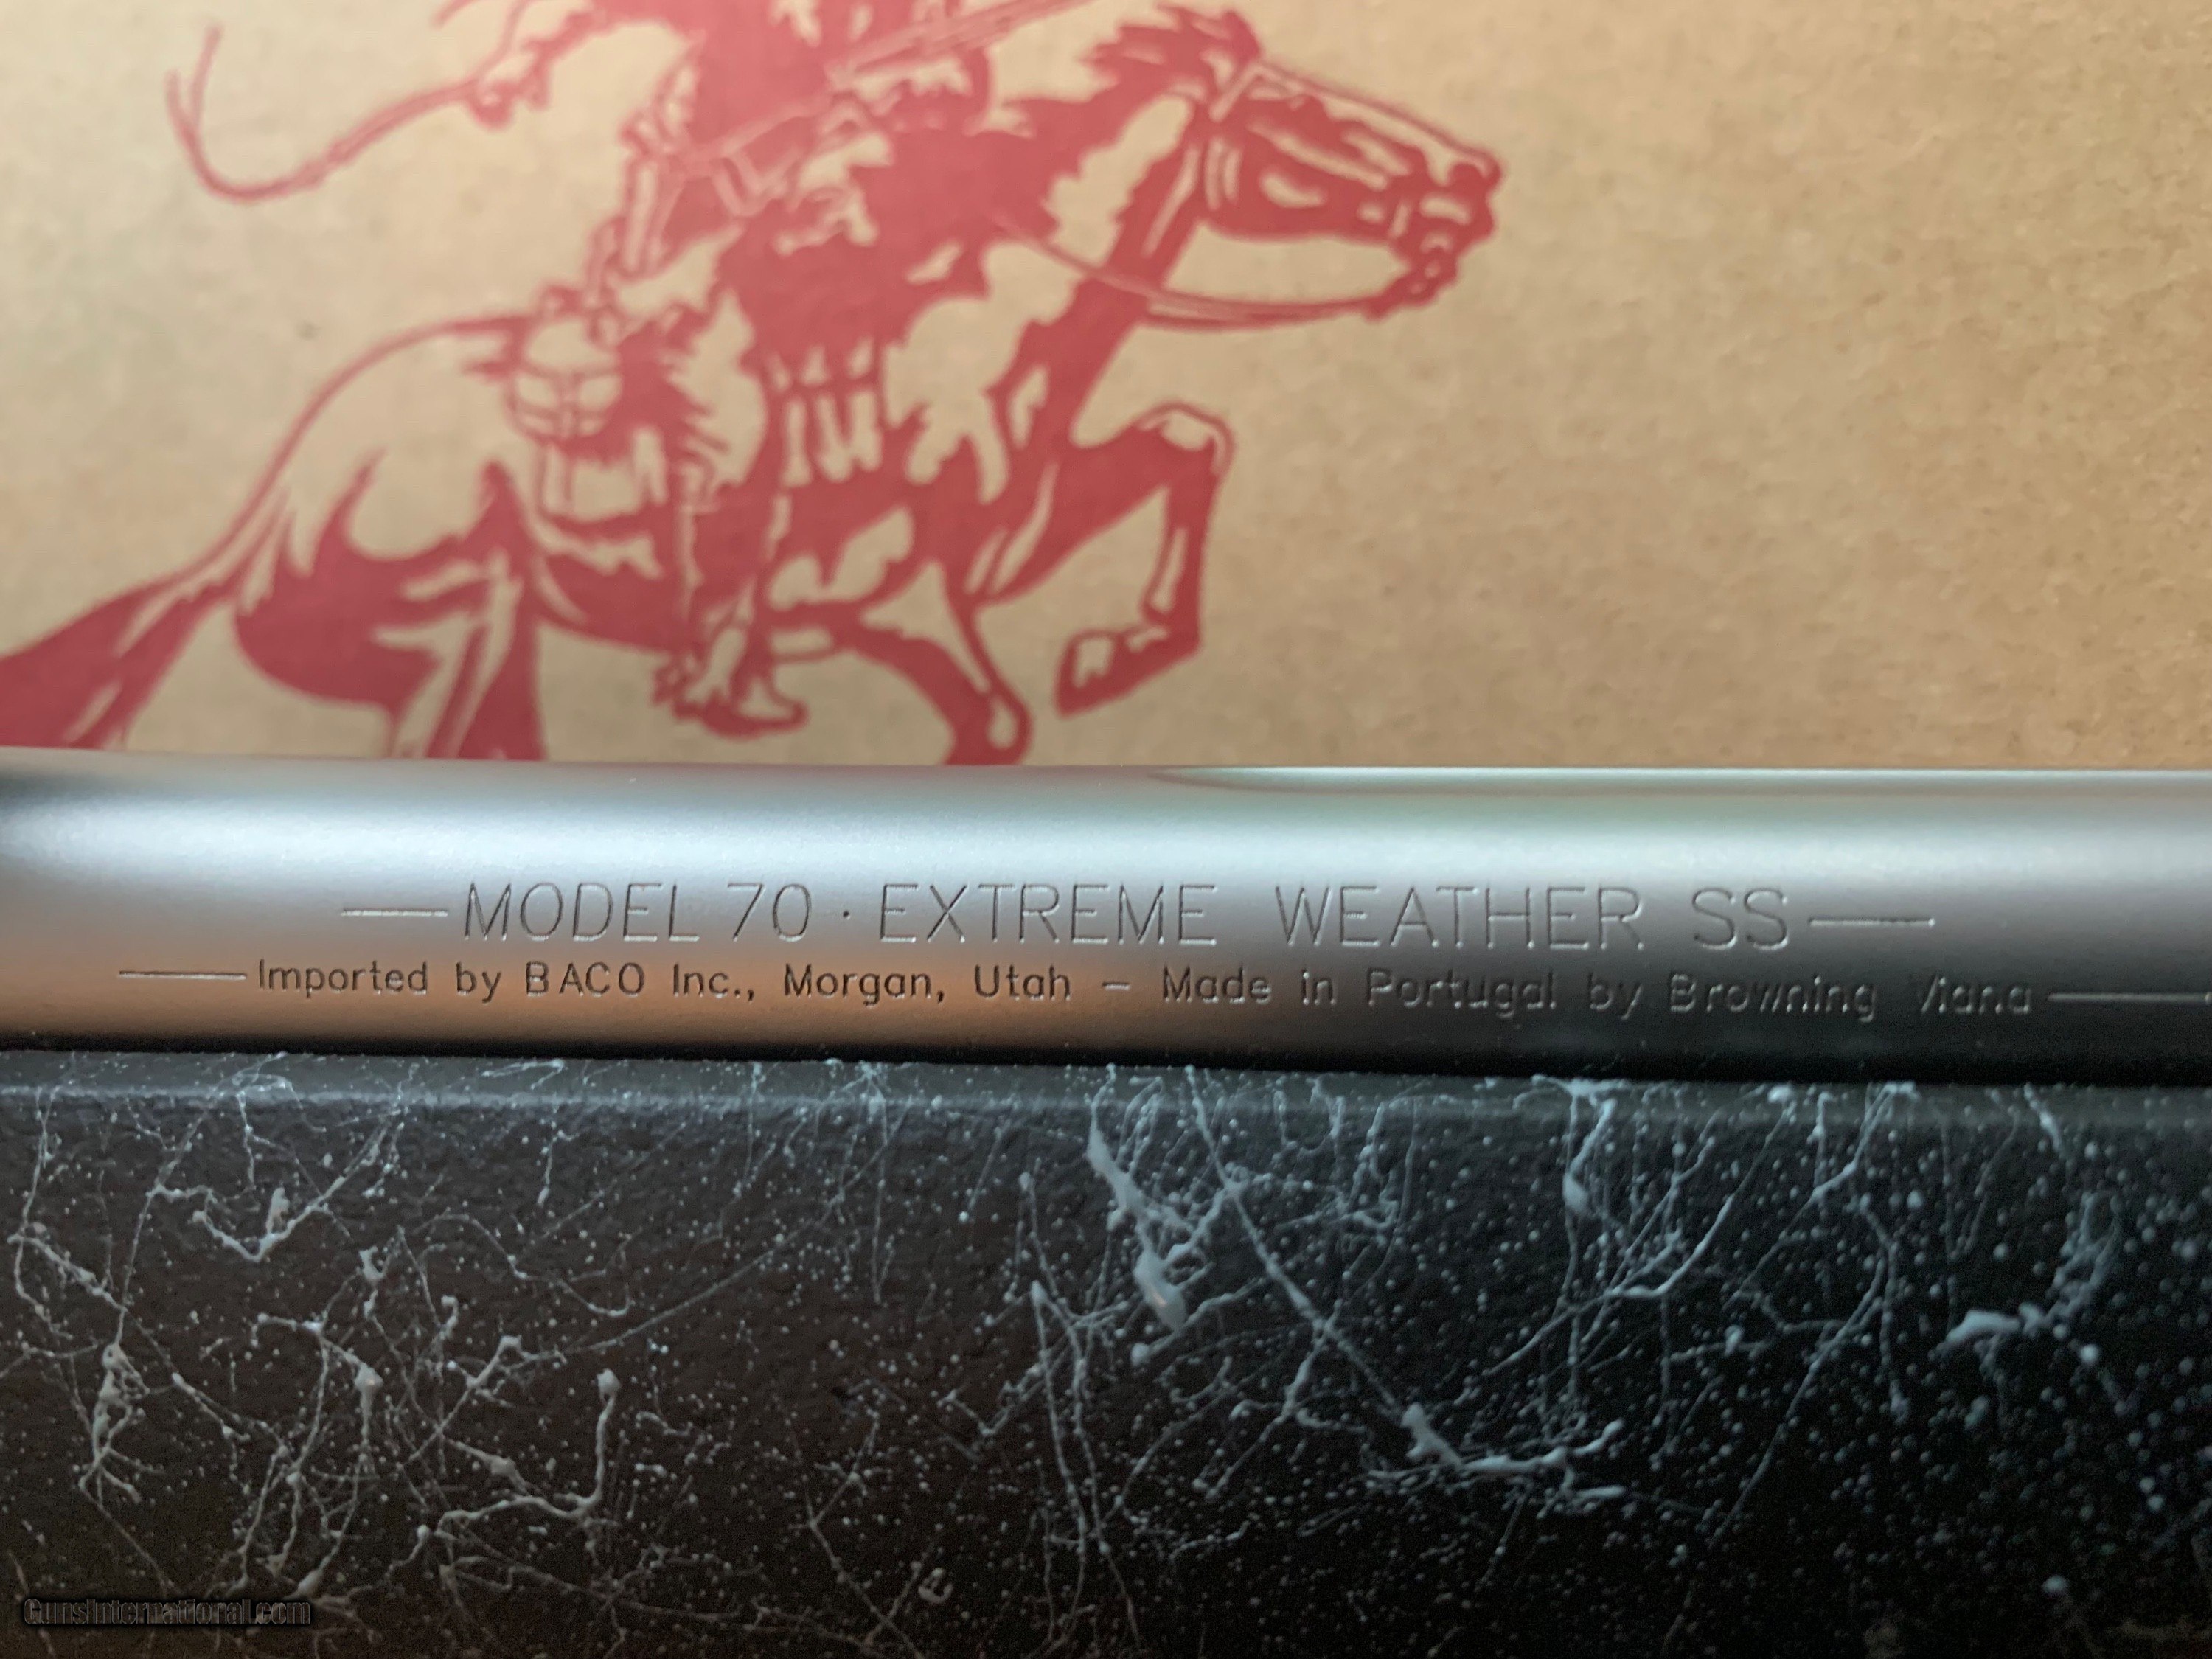 MODEL 70 · EXTREME WEATHER SS
Imported by BACO Inc., Morgan, Utah – Made in Portugal by Browning Viana
GunsInternational.com